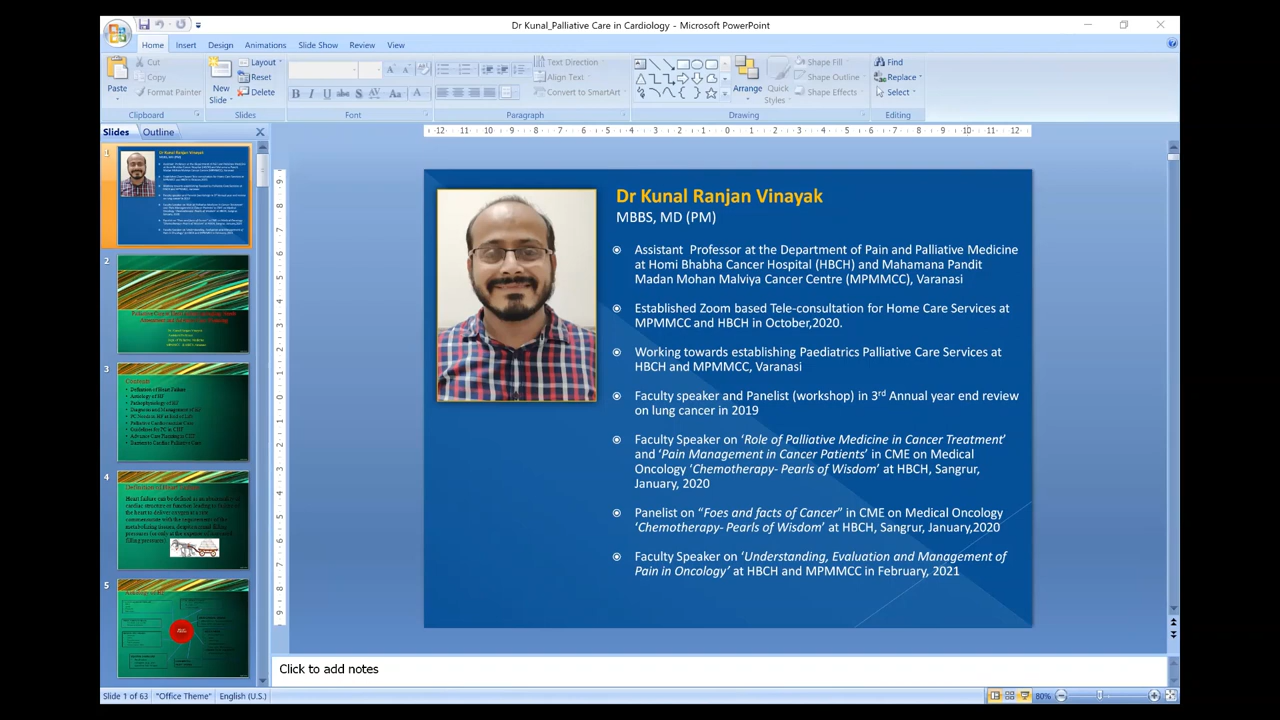 Dr Kunal_Palliative Care in Cardiology - Microsoft PowerPoint
Home Insert Design Animations Slide Show Review View
Paste
Cut
Copy
Format Painter
Clipboard
New Slide
Layout
Reset
Delete
Slides
Font
Text Direction
Align Text
Convert to SmartArt
Paragraph
Arrange
Quick Styles
Shape Fill
Shape Outline
Shape Effects
Drawing
Find
Replace
Select
Editing
Slides Outline
1
2
3
Contents
4
5
Kunal Ranjan Vinayak
MBBS, MD (PM)
Assistant Professor at the Department of Pain and Palliative Medicine
at Homi Bhabha Cancer Hospital (HBCH) and Mahamana Pandit
Madan Mohan Malviya Cancer Centre (MPMMCC), Varanasi
Established Zoom based Tele-consultation for Home Care Services at
MPMMCC and HBCH in October,2020.
Working towards establishing Paediatrics Palliative Care Services at
HBCH and MPMMCC, Varanasi
Faculty speaker and Panelist (workshop) in 3rd Annual year end review
on lung cancer in 2019
Faculty Speaker on ‘Role of Palliative Medicine in Cancer Treatment’
and ‘Pain Management in Cancer Patients’ in CME on Medical
Oncology ‘Chemotherapy- Pearls of Wisdom’ at HBCH, Sangrur,
January, 2020
Panelist on “Foes and facts of Cancer” in CME on Medical Oncology
‘Chemotherapy- Pearls of Wisdom’ at HBCH, Sangrur, January,2020
Faculty Speaker on ‘Understanding, Evaluation and Management of
Pain in Oncology’ at HBCH and MPMMCC in February, 2021
Click to add notes
Slide 1 of 63 "Office Theme" English (U.S.) 80%